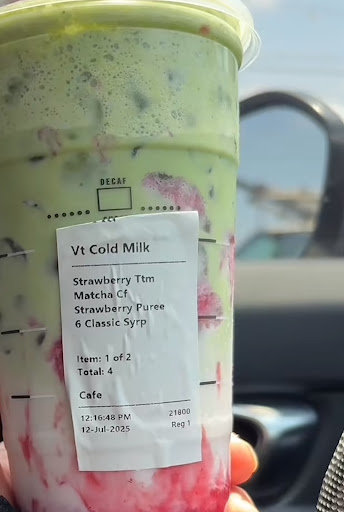 DECAF
Vt Cold Milk
Strawberry Ttm
Matcha Cf
Strawberry Puree
6 Classic Syrp
Item: 1 of 2
Total: 4
Cafe
12:16:48 PM 21800
12-Jul-2025 Reg 1